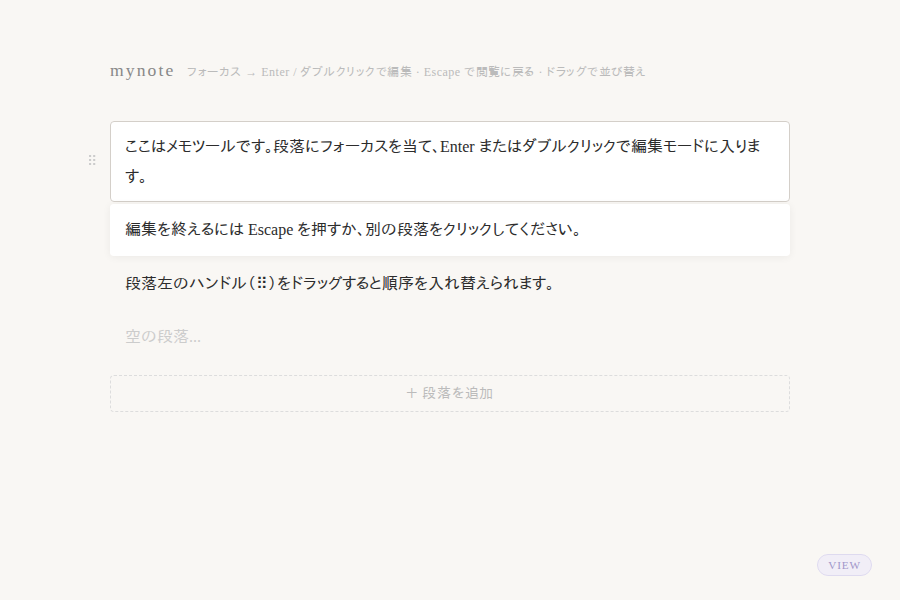 mynote フォーカス → Enter / ダブルクリックで編集 · Escape で閲覧に戻る · ドラッグで並び替え
ここはメモツールです。段落にフォーカスを当て、Enter またはダブルクリックで編集モードに入りま
す。
編集を終えるには Escape を押すか、別の段落をクリックしてください。
段落左のハンドル（⠿）をドラッグすると順序を入れ替えられます。
空の段落...
＋ 段落を追加
VIEW